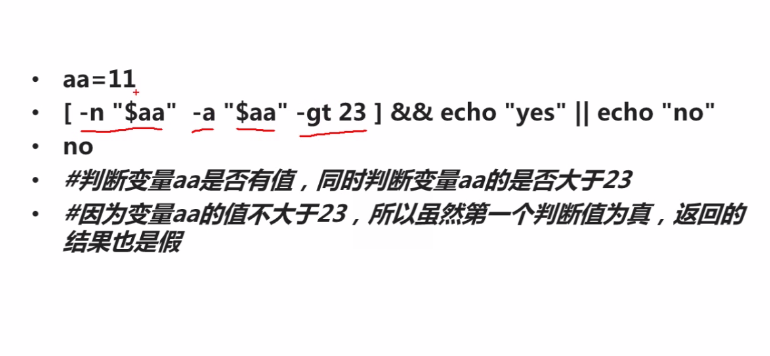 • aa=11
• [ -n "$aa"  -a "$aa" -gt 23 ] && echo "yes" || echo "no"
• no
• #判断变量aa是否有值，同时判断变量aa的是否大于23
• #因为变量aa的值不大于23，所以虽然第一个判断值为真，返回的
结果也是假